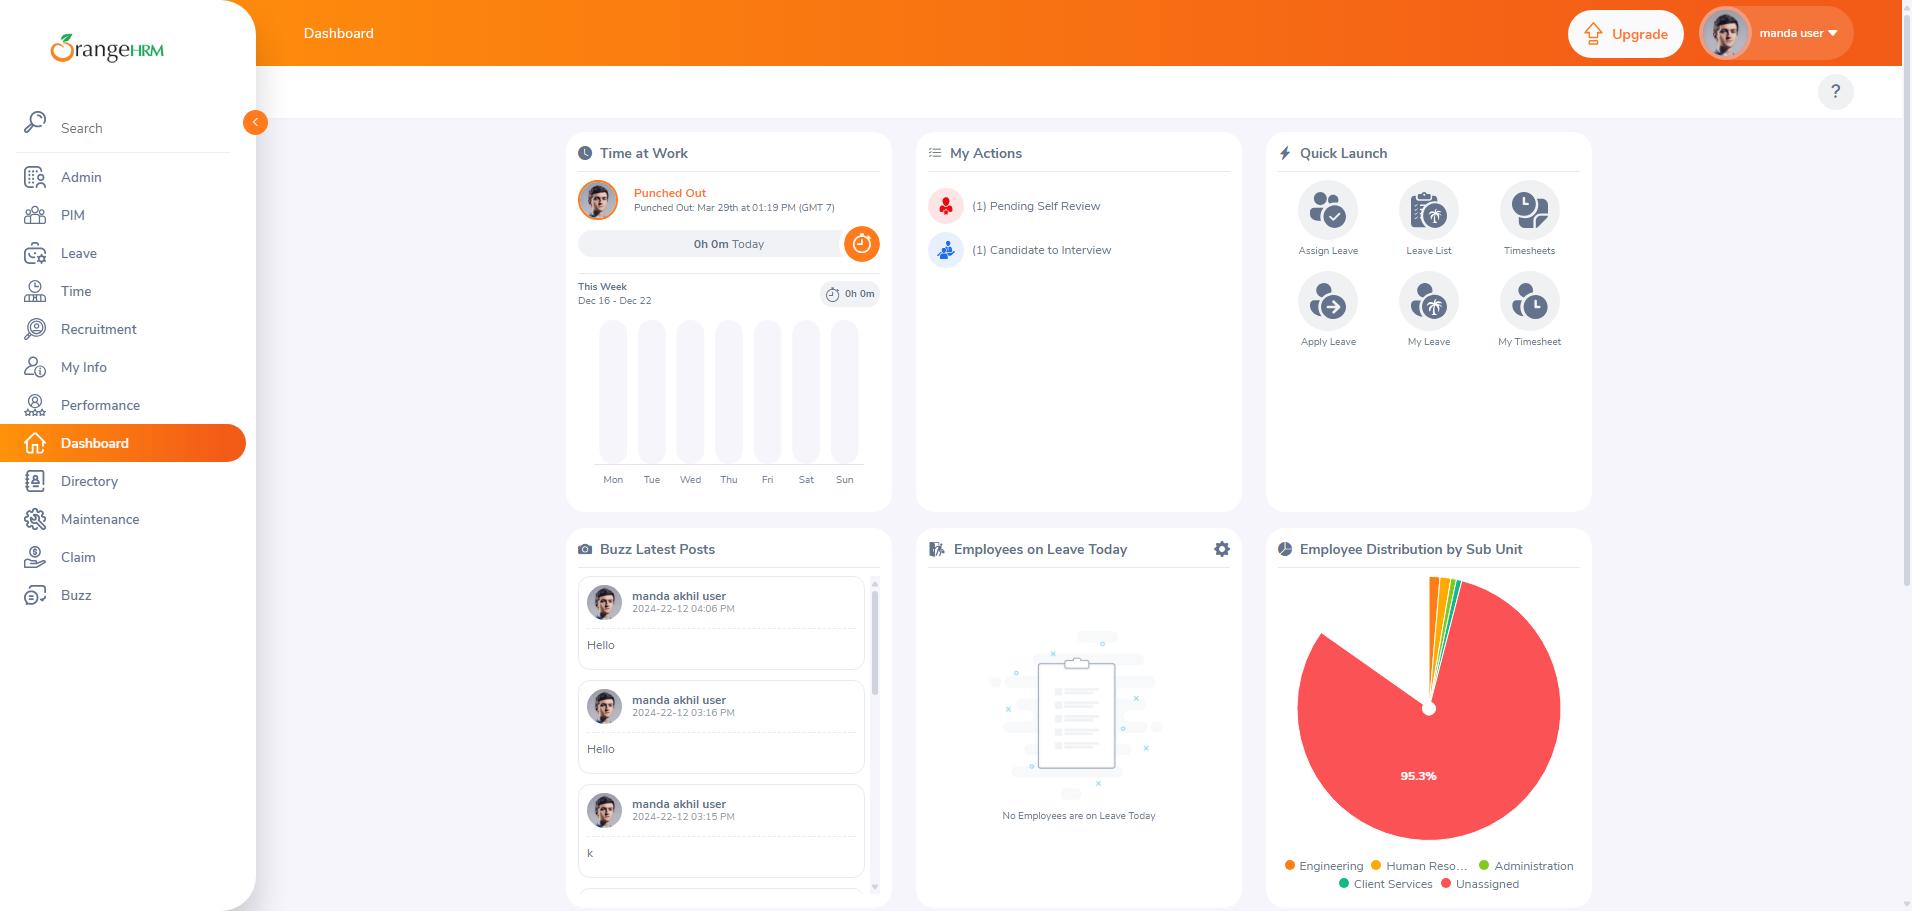 OrangeHRM
Dashboard
Upgrade
manda user
?
Search
Admin
PIM
Leave
Time
Recruitment
My Info
Performance
Dashboard
Directory
Maintenance
Claim
Buzz
Time at Work
Punched Out
Punched Out: Mar 29th at 01:19 PM (GMT 7)
0h 0m Today
This Week
Dec 16 - Dec 22
0h 0m
Mon Tue Wed Thu Fri Sat Sun
My Actions
(1) Pending Self Review
(1) Candidate to Interview
Quick Launch
Assign Leave
Leave List
Timesheets
Apply Leave
My Leave
My Timesheet
Buzz Latest Posts
manda akhil user
2024-22-12 04:06 PM
Hello
manda akhil user
2024-22-12 03:16 PM
Hello
manda akhil user
2024-22-12 03:15 PM
k
Employees on Leave Today
No Employees are on Leave Today
Employee Distribution by Sub Unit
95.3%
Engineering Human Reso... Administration
Client Services Unassigned